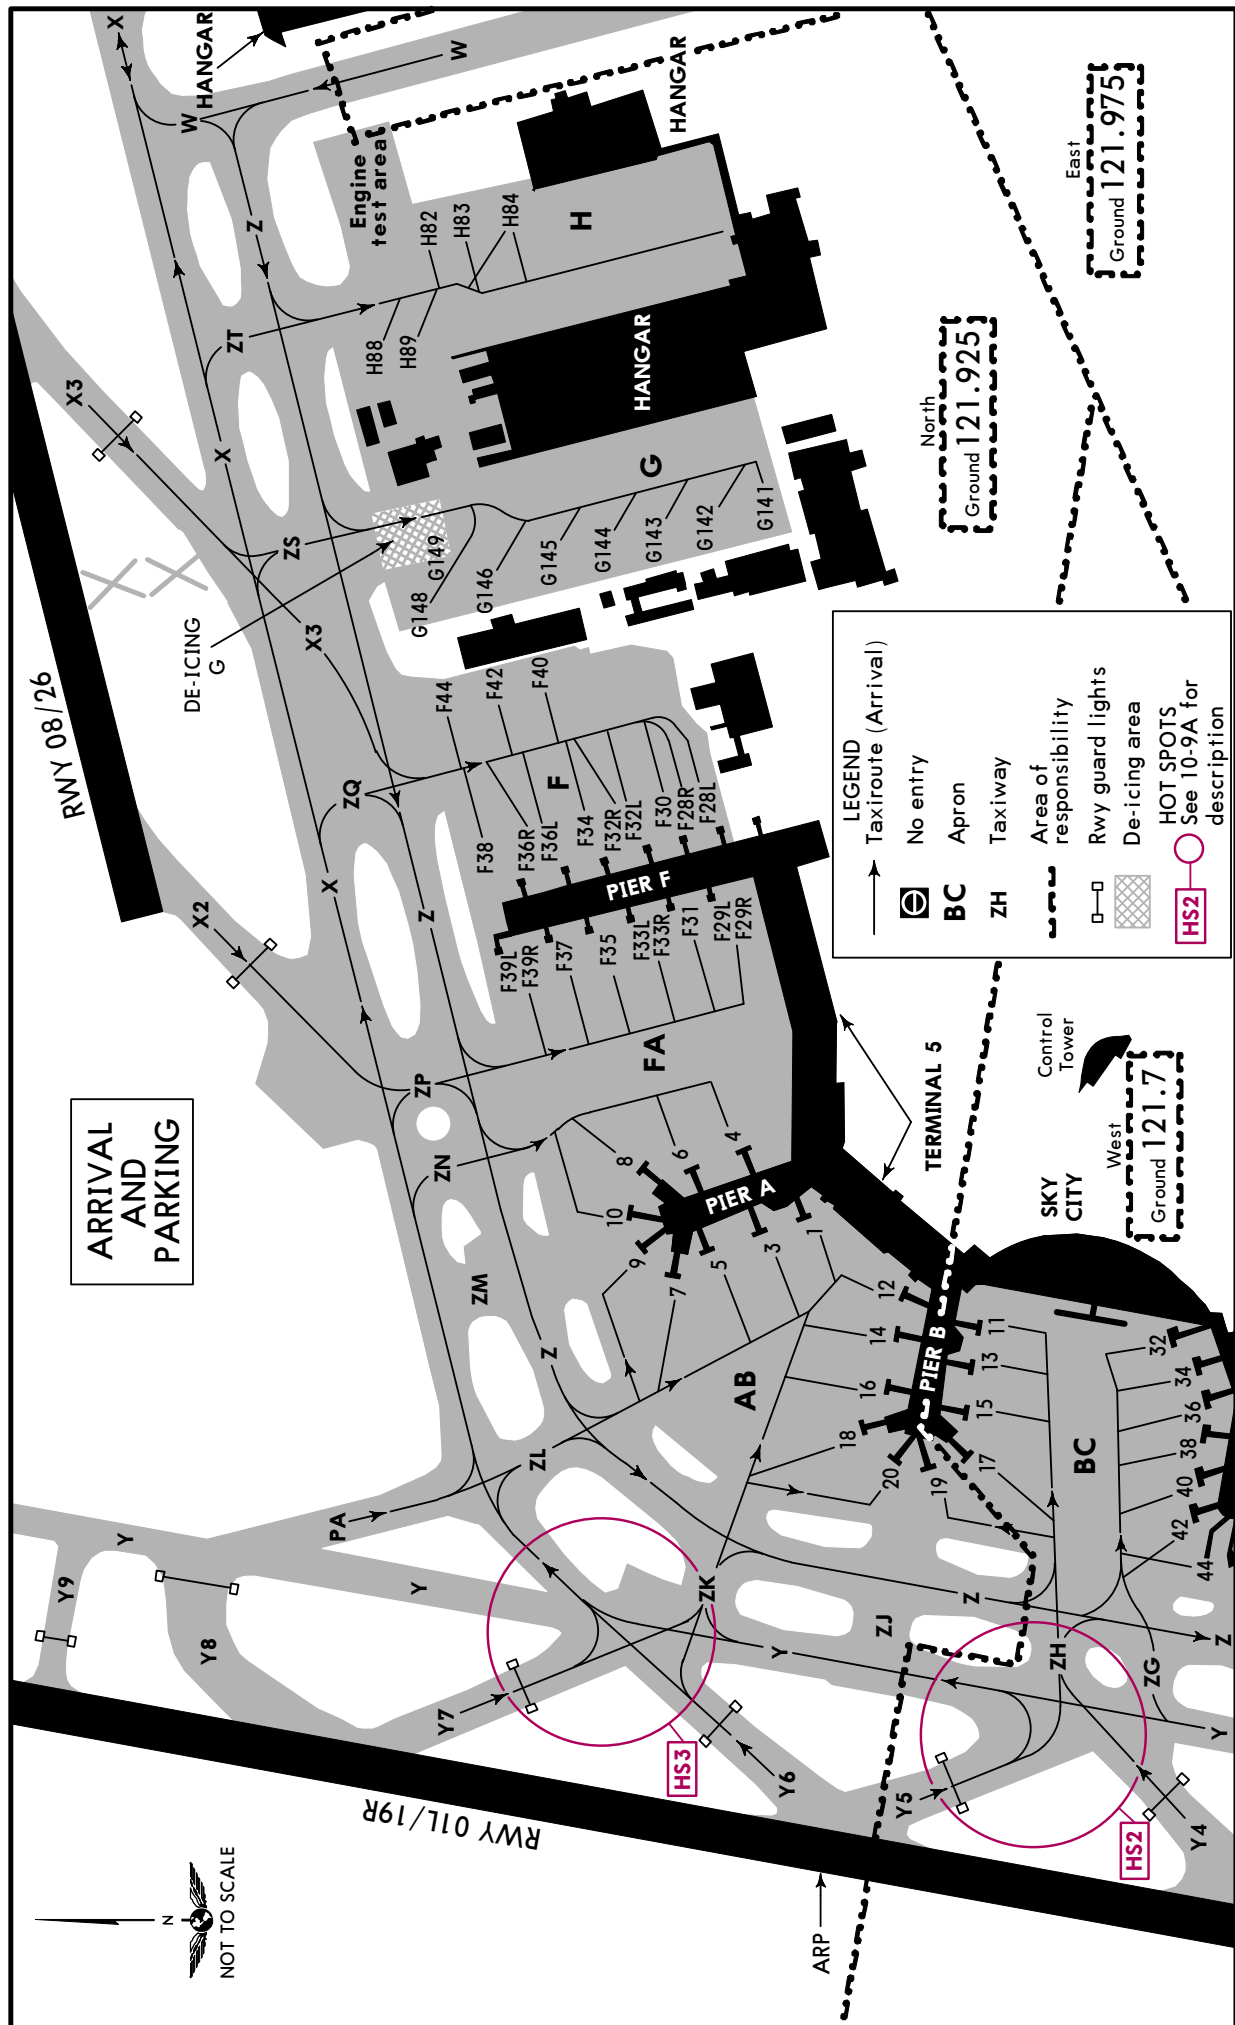 ARRIVAL
AND
PARKING
RWY 08/26
X
HANGAR
W
W
Z
Engine
test area
HANGAR
X3
ZT
X
H82
H83
H84
H
H88
H89
HANGAR
ZS
DE-ICING
G
X3
G149
G148
G146
G145
G144
G143
G142
G141
G
ZQ
X
X2
F44
F42
F40
F
F38
F36R
F36L
F34
F32R
F32L
F30
F28R
F28L
PIER F
Z
F39L
F39R
F37
F35
F33L
F33R
F31
F29L
F29R
ZP
FA
ZN
ZM
8
6
4
10
PIER A
9
7
5
3
1
Z
TERMINAL 5
12
14
16
18
20
PIER B
11
13
15
17
19
AB
ZL
PA
Y
Y9
Y8
Y
ZK
ZJ
Z
Y
Y7
HS3
Y6
RWY 01L/19R
Y5
ZH
ZG
Z
Y
HS2
Y4
BC
32
34
36
38
40
42
44
SKY
CITY
Control
Tower
West
Ground 121.7
North
Ground 121.925
East
Ground 121.975
LEGEND
Taxiroute (Arrival)
No entry
BC Apron
ZH Taxiway
Area of
responsibility
Rwy guard lights
De-icing area
HS2 HOT SPOTS
See 10-9A for
description
ARP
N
NOT TO SCALE